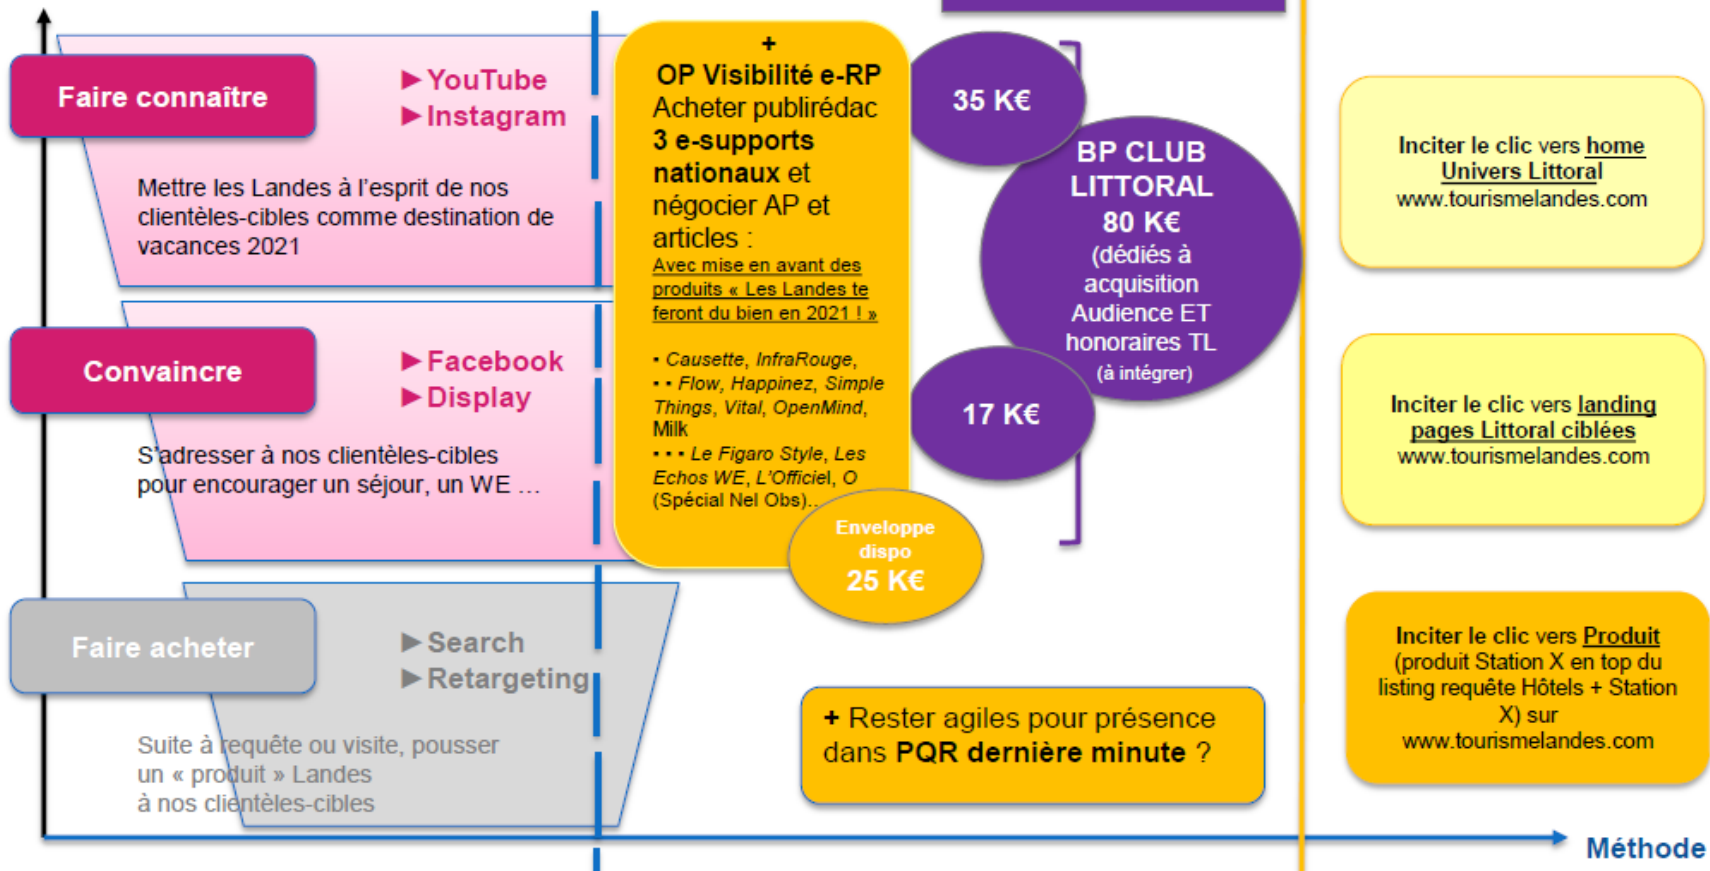 Faire connaître
►YouTube
►Instagram
Mettre les Landes à l'esprit de nos
clientèles-cibles comme destination de
vacances 2021
Convaincre
►Facebook
►Display
S'adresser à nos clientèles-cibles
pour encourager un séjour, un WE …
Faire acheter
►Search
►Retargeting
Suite à requête ou visite, pousser
un « produit » Landes
à nos clientèles-cibles
+
OP Visibilité e-RP
Acheter publirédac
3 e-supports
nationaux et
négocier AP et
articles :
Avec mise en avant des
produits « Les Landes te
feront du bien en 2021 ! »
▪ Causette, InfraRouge,
▪ ▪ Flow, Happinez, Simple
Things, Vital, OpenMind,
Milk
▪ ▪ ▪ Le Figaro Style, Les
Echos WE, L'Officiel, O
(Spécial Nel Obs)...
Enveloppe
dispo
25 K€
35 K€
BP CLUB
LITTORAL
80 K€
(dédiés à
acquisition
Audience ET
honoraires TL
(à intégrer)
17 K€
+ Rester agiles pour présence
dans PQR dernière minute ?
Inciter le clic vers home
Univers Littoral
www.tourismelandes.com
Inciter le clic vers landing
pages Littoral ciblées
www.tourismelandes.com
Inciter le clic vers Produit
(produit Station X en top du
listing requête Hôtels + Station
X) sur
www.tourismelandes.com
Méthode